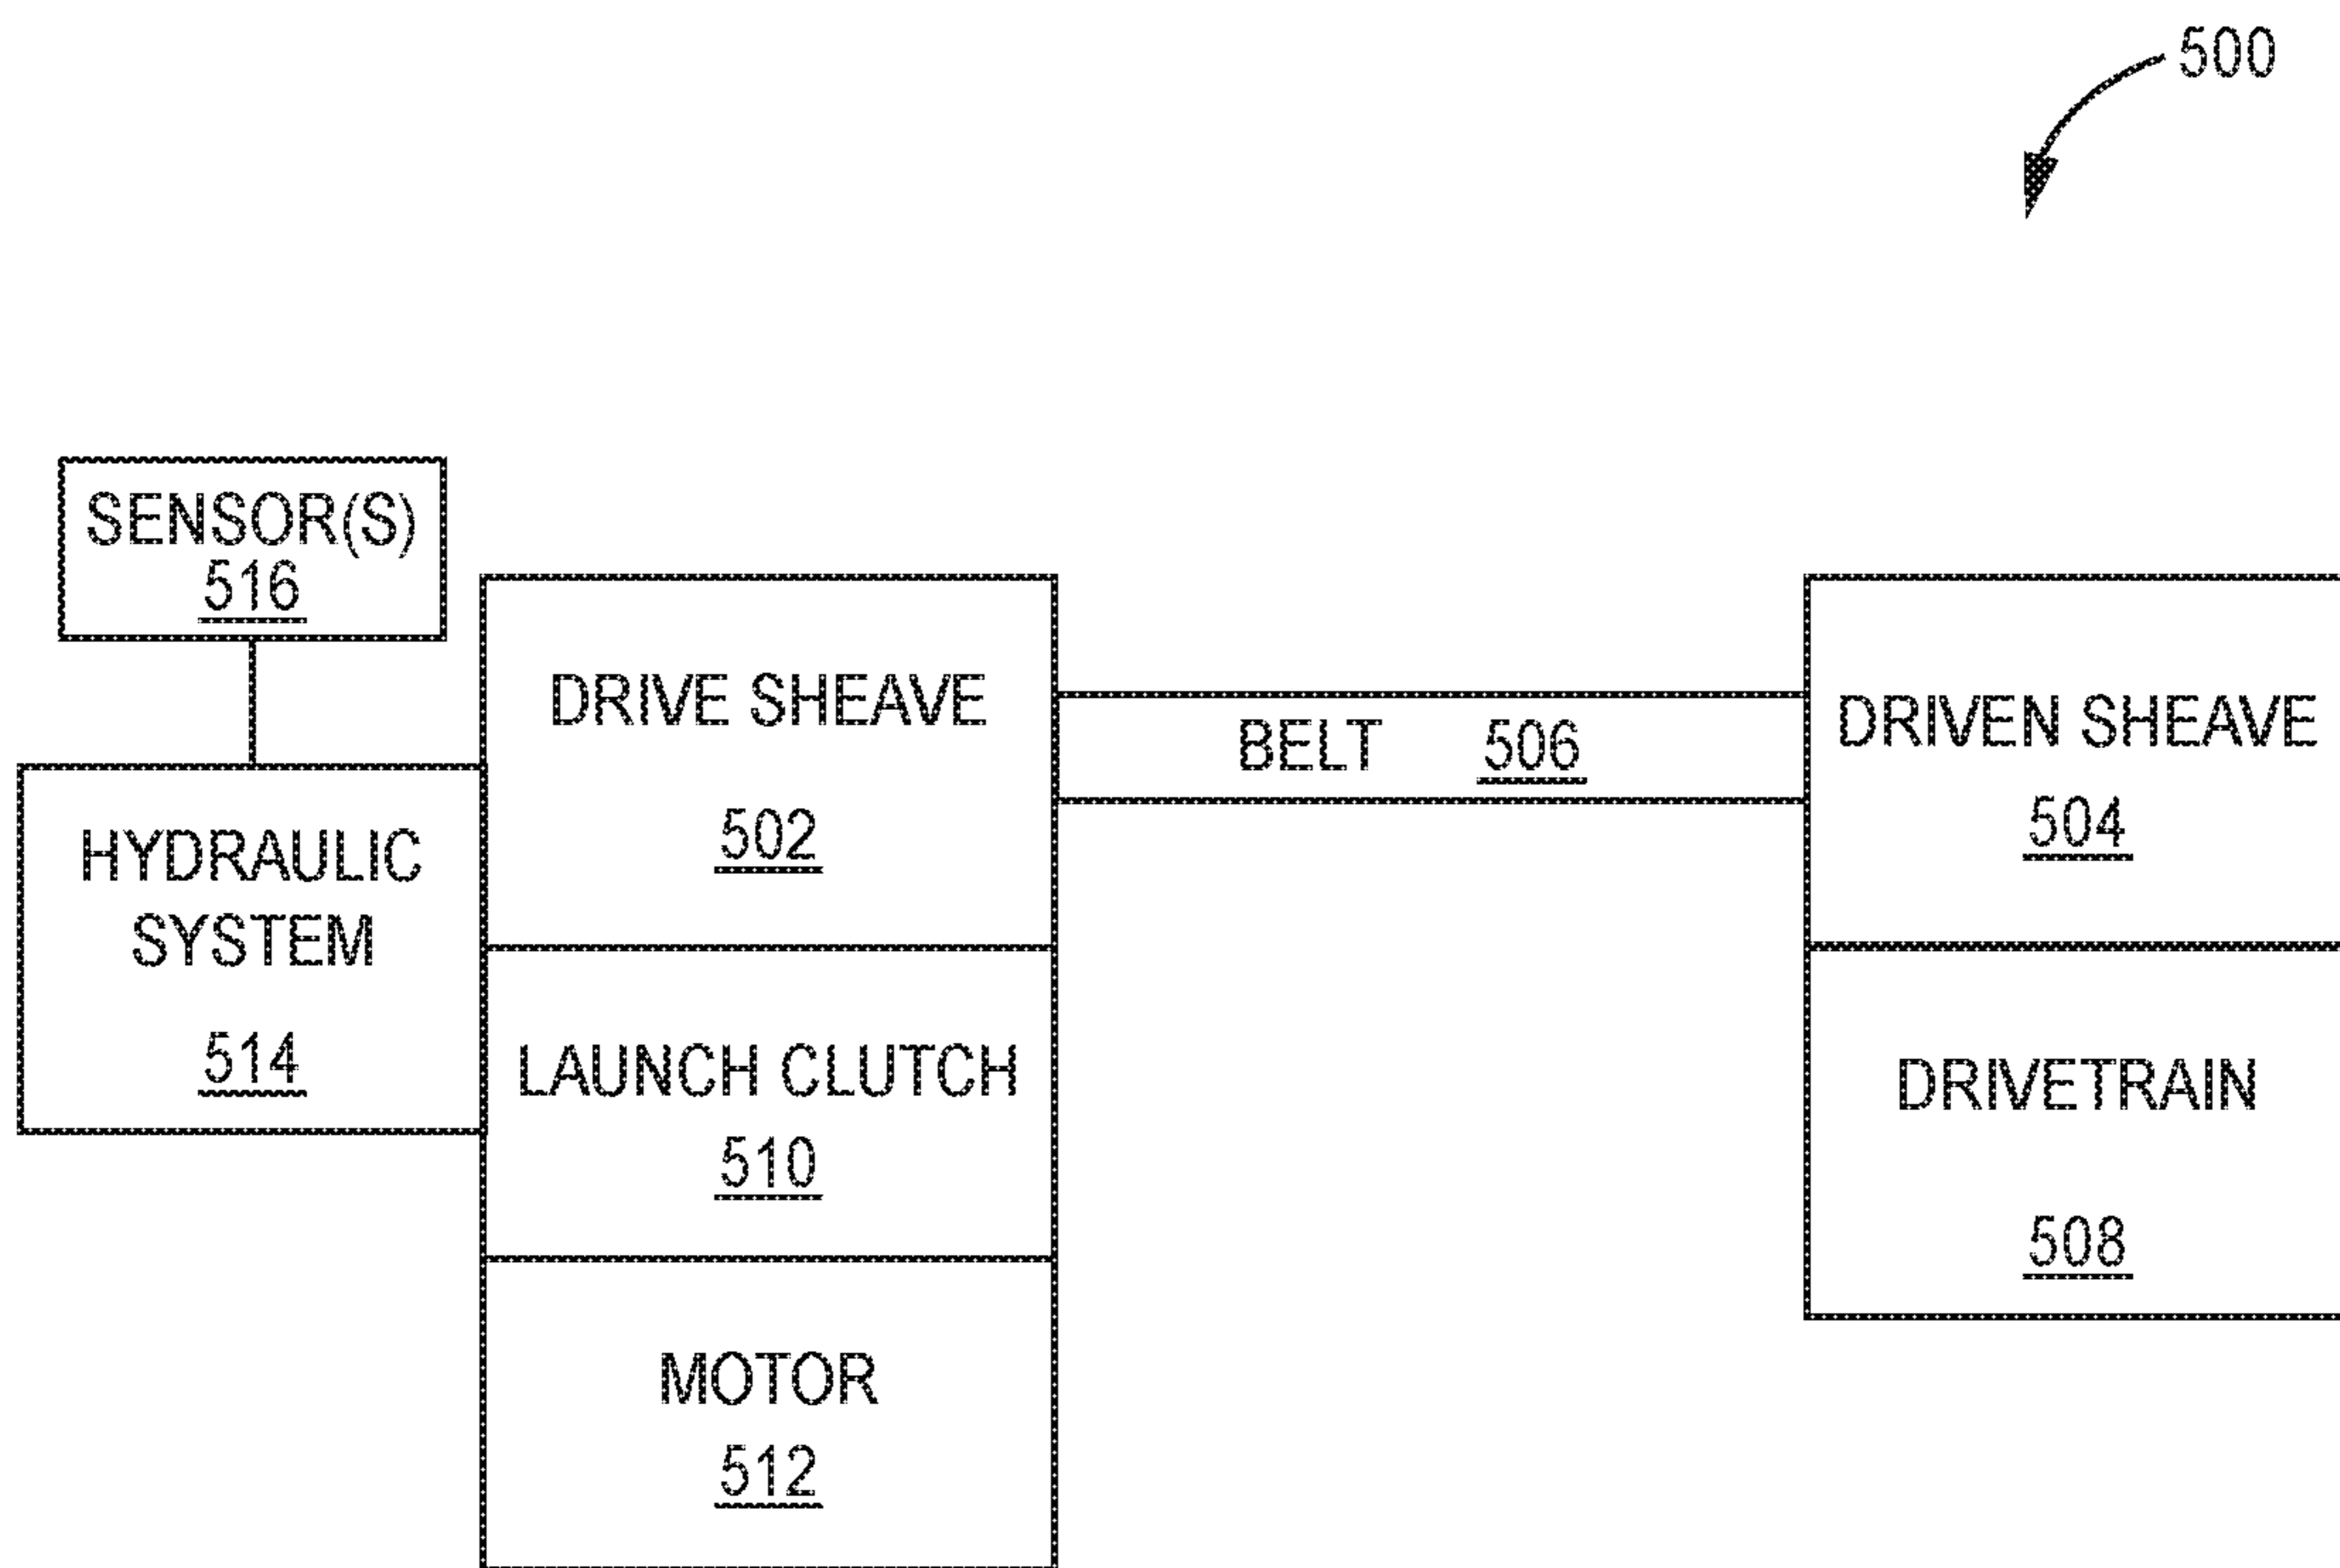 500
SENSOR(S)
516
DRIVE SHEAVE
502
BELT 506
DRIVEN SHEAVE
504
HYDRAULIC
SYSTEM
514
LAUNCH CLUTCH
510
DRIVETRAIN
508
MOTOR
512